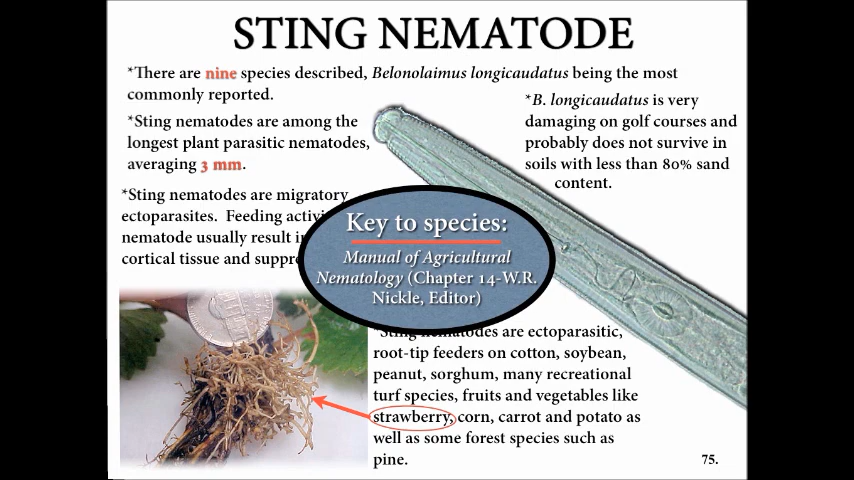 STING NEMATODE
*There are nine species described, Belonolaimus longicaudatus being the most
commonly reported.
*Sting nematodes are among the
longest plant parasitic nematodes,
averaging 3 mm.
*B. longicaudatus is very
damaging on golf courses and
probably does not survive in
soils with less than 80% sand
content.
*Sting nematodes are migratory
ectoparasites. Feeding
nematode usually result
cortical tissue and
Key to species:
Manual of Agricultural
Nematology (Chapter 14-W.R.
Nickle, Editor)
*Sting nematodes are ectoparasitic,
root-tip feeders on cotton, soybean,
peanut, sorghum, many recreational
turf species, fruits and vegetables like
strawberry, corn, carrot and potato as
well as some forest species such as
pine.
75.